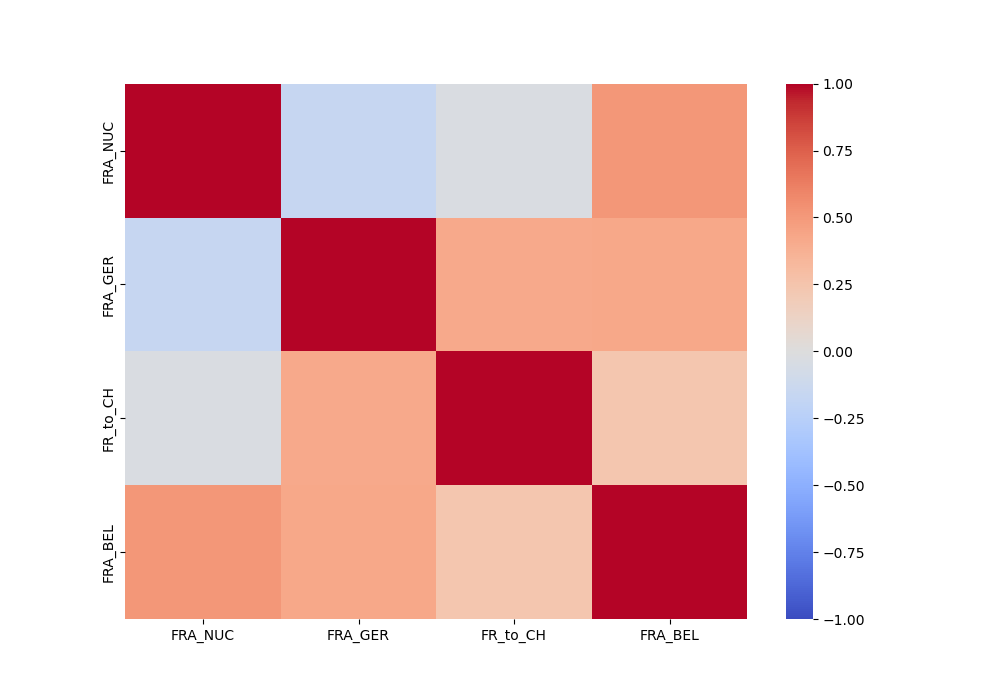 FRA_NUC
FRA_GER
FR_to_CH
FRA_BEL
FRA_NUC
FRA_GER
FR_to_CH
FRA_BEL
1.00
0.75
0.50
0.25
0.00
−0.25
−0.50
−0.75
−1.00